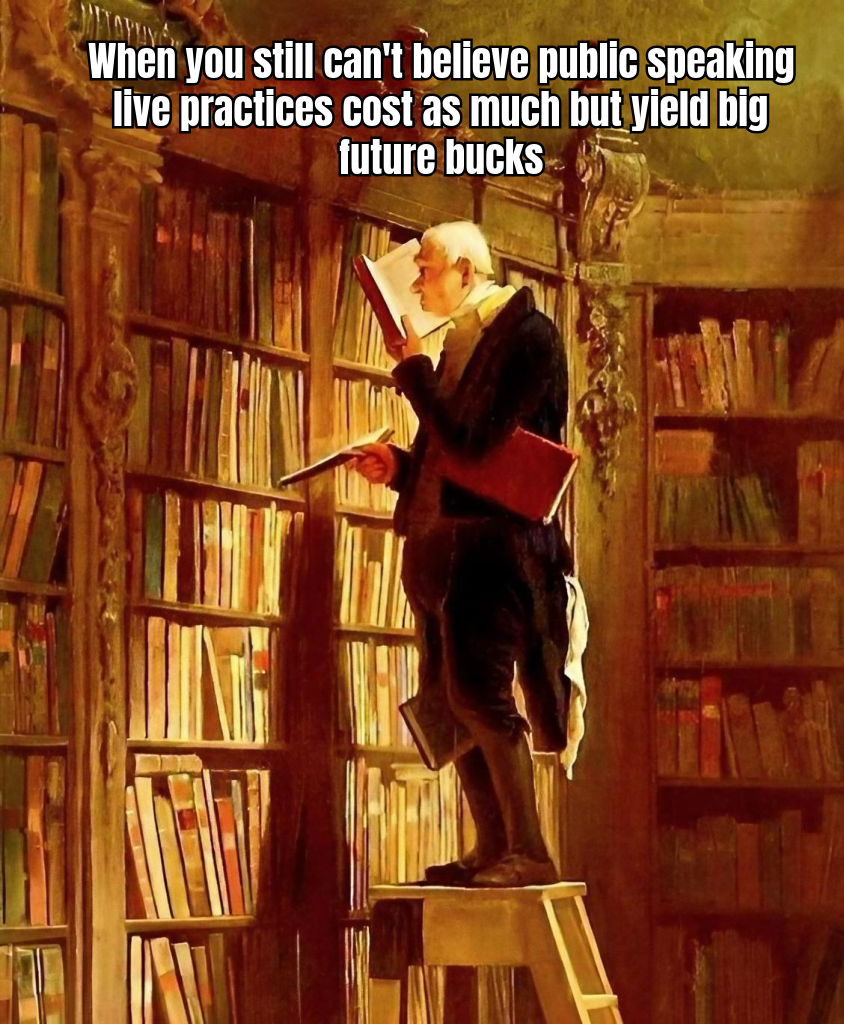 When you still can't believe public speaking
live practices cost as much but yield big
future bucks